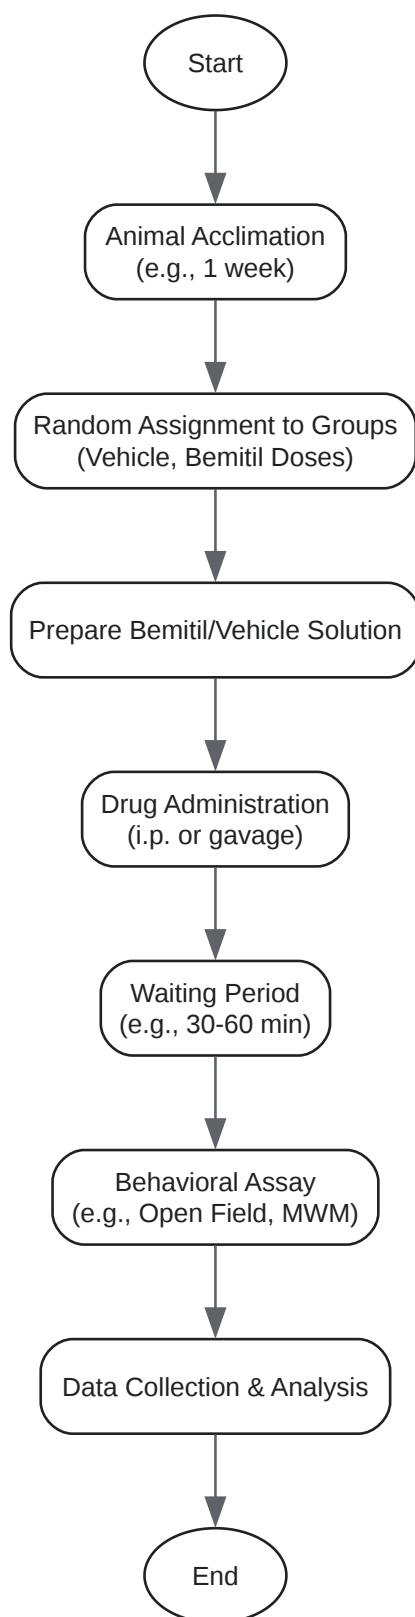 Start
Animal Acclimation
(e.g., 1 week)
Random Assignment to Groups
(Vehicle, Bemitil Doses)
Prepare Bemitil/Vehicle Solution
Drug Administration
(i.p. or gavage)
Waiting Period
(e.g., 30-60 min)
Behavioral Assay
(e.g., Open Field, MWM)
Data Collection & Analysis
End